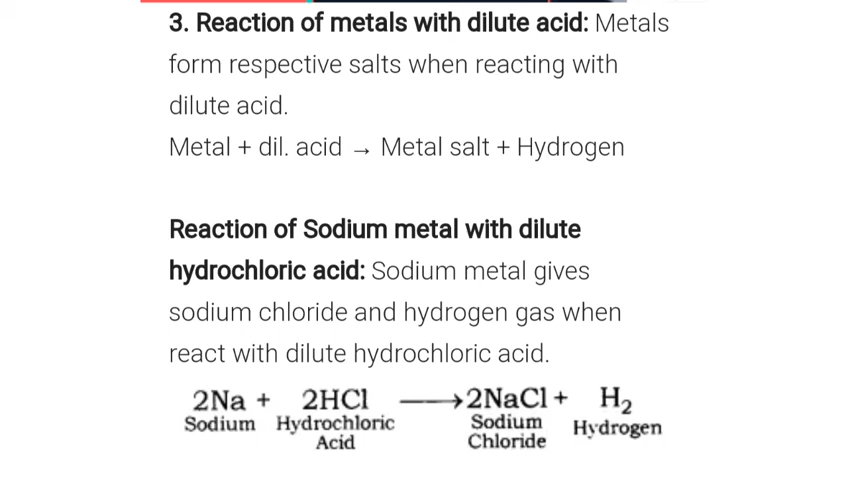 3. Reaction of metals with dilute acid: Metals
form respective salts when reacting with
dilute acid.
Metal + dil. acid → Metal salt + Hydrogen
Reaction of Sodium metal with dilute
hydrochloric acid: Sodium metal gives
sodium chloride and hydrogen gas when
react with dilute hydrochloric acid.
2Na + 2HCl ⟶ 2NaCl + H₂
Sodium Hydrochloric Acid Sodium Chloride Hydrogen